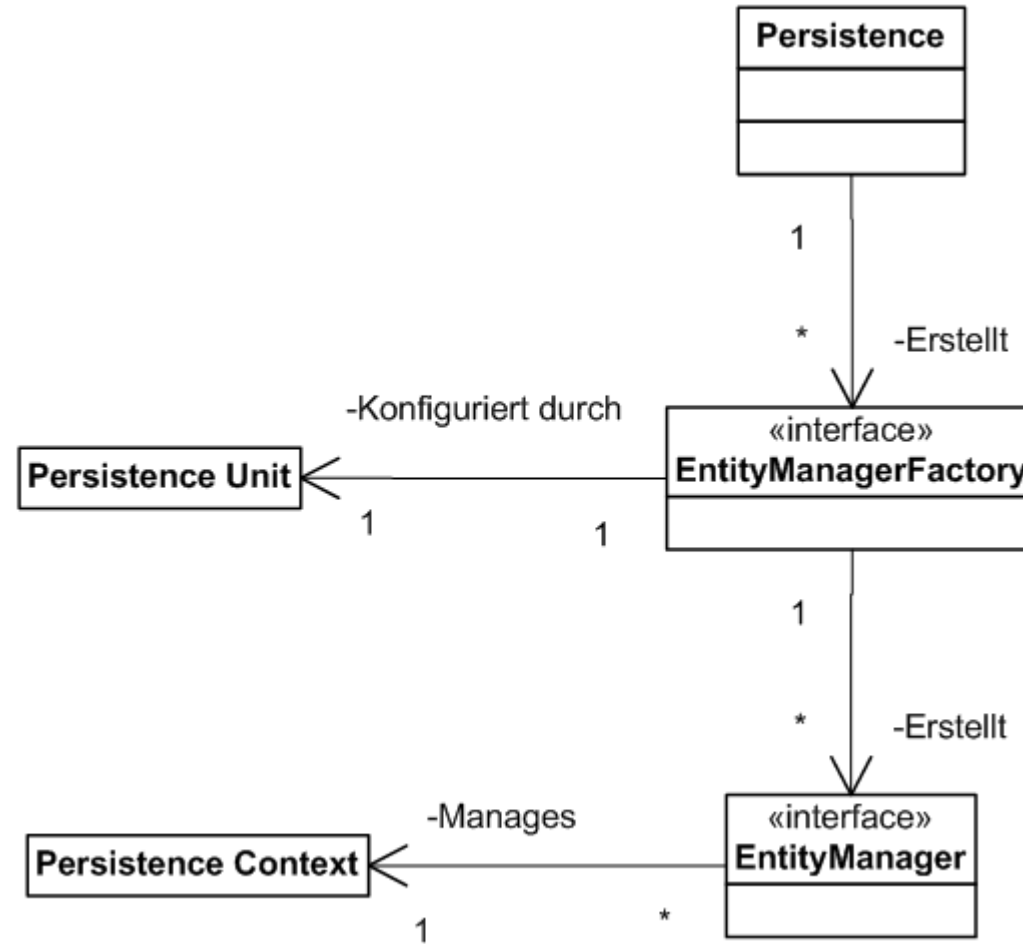 Persistence
1
*
-Erstellt
-Konfiguriert durch
«interface»
EntityManagerFactory
Persistence Unit
1
1
1
*
-Erstellt
-Manages
«interface»
EntityManager
Persistence Context
1
*